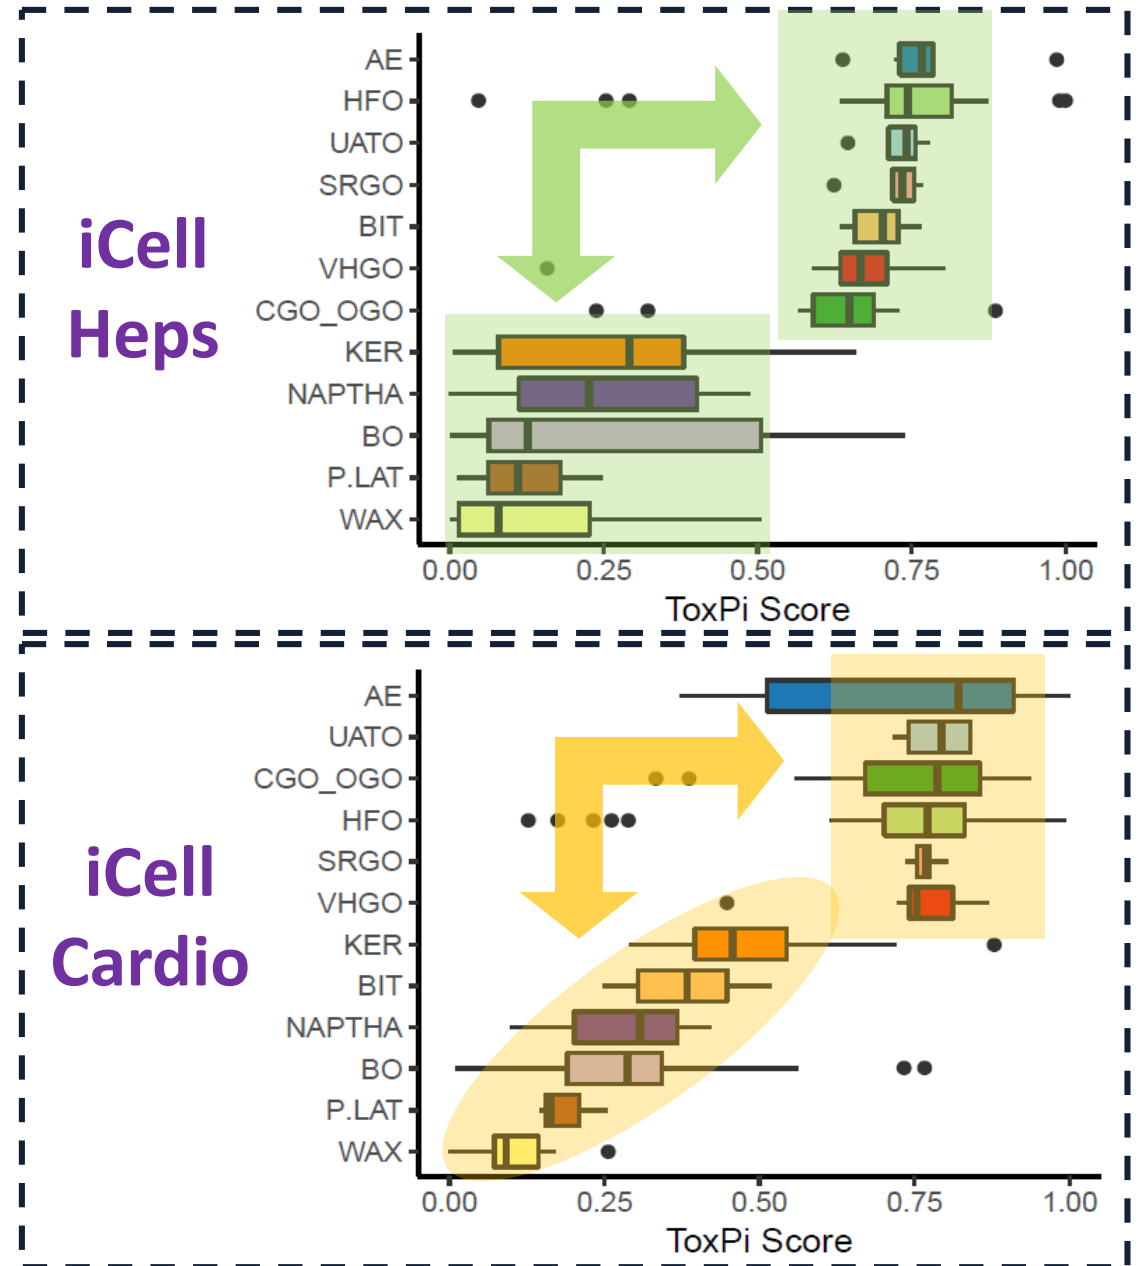 iCell
Heps
AE
HFO
UATO
SRGO
BIT
VHGO
CGO_OGO
KER
NAPTHA
BO
P.LAT
WAX
0.00 0.25 0.50 0.75 1.00
ToxPi Score
iCell
Cardio
AE
UATO
CGO_OGO
HFO
SRGO
VHGO
KER
BIT
NAPTHA
BO
P.LAT
WAX
0.00 0.25 0.50 0.75 1.00
ToxPi Score